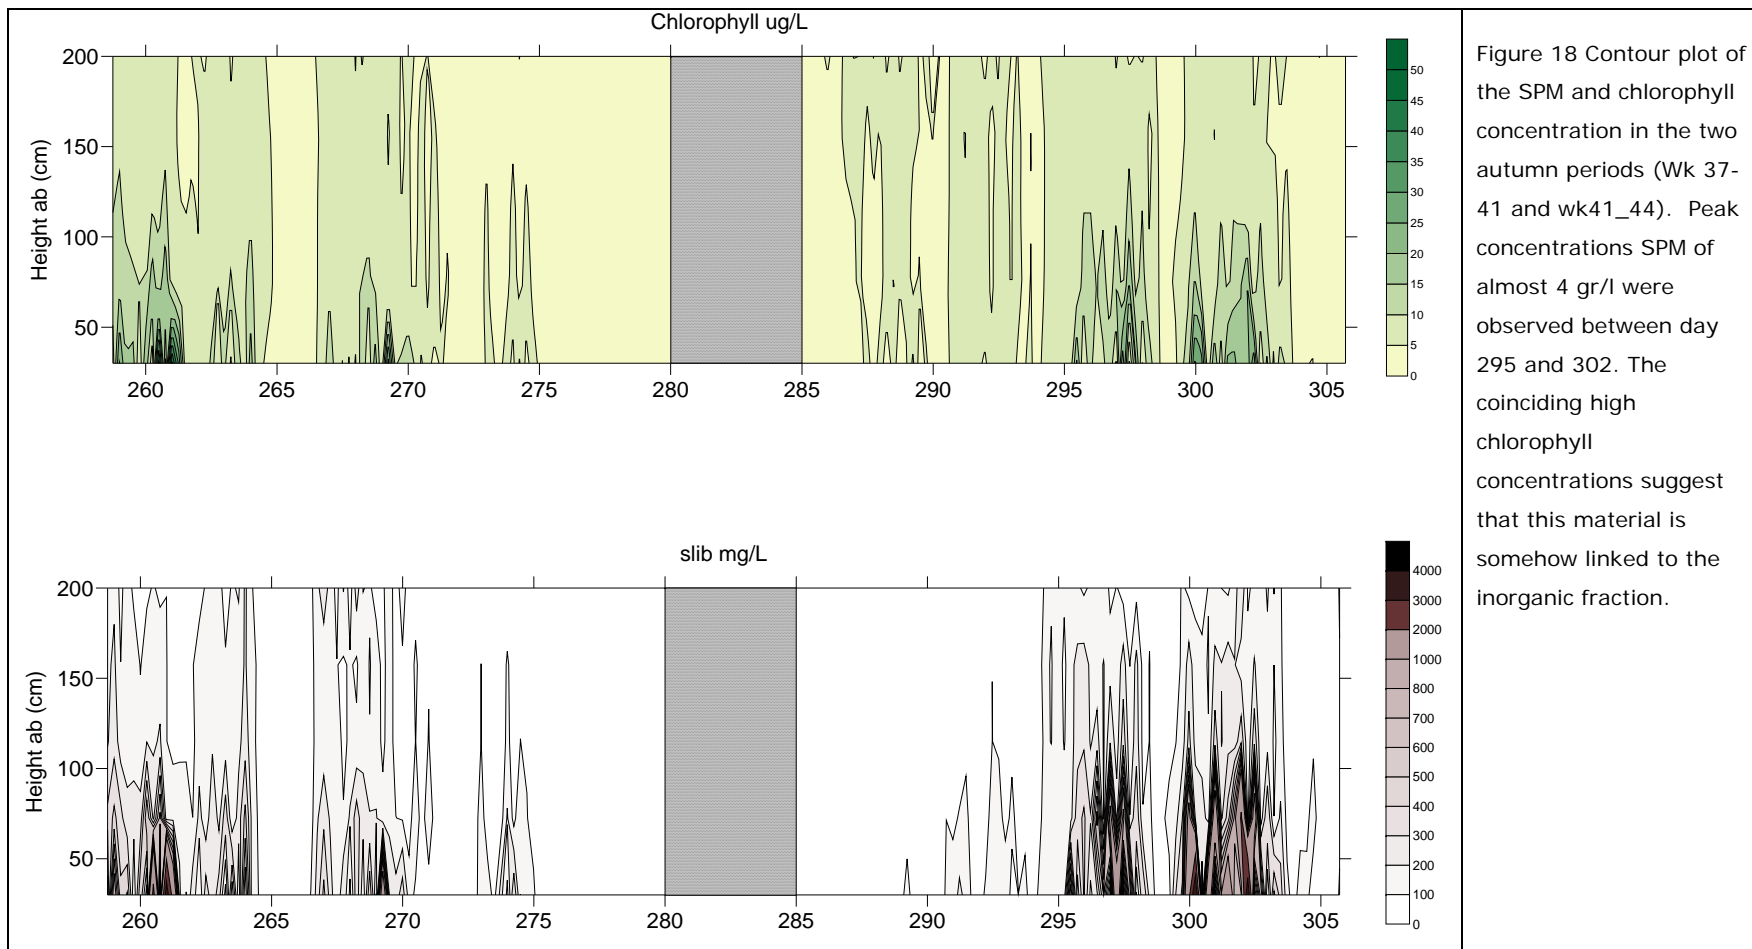 Chlorophyll ug/L
200
150
100
50
Height ab (cm)
260 265 270 275 280 285 290 295 300 305
50
45
40
35
30
25
20
15
10
5
0
slib mg/L
200
150
100
50
Height ab (cm)
260 265 270 275 280 285 290 295 300 305
4000
3000
2000
1000
800
700
600
500
400
300
200
100
0
Figure 18 Contour plot of
the SPM and chlorophyll
concentration in the two
autumn periods (Wk 37-
41 and wk41_44). Peak
concentrations SPM of
almost 4 gr/l were
observed between day
295 and 302. The
coinciding high
chlorophyll
concentrations suggest
that this material is
somehow linked to the
inorganic fraction.